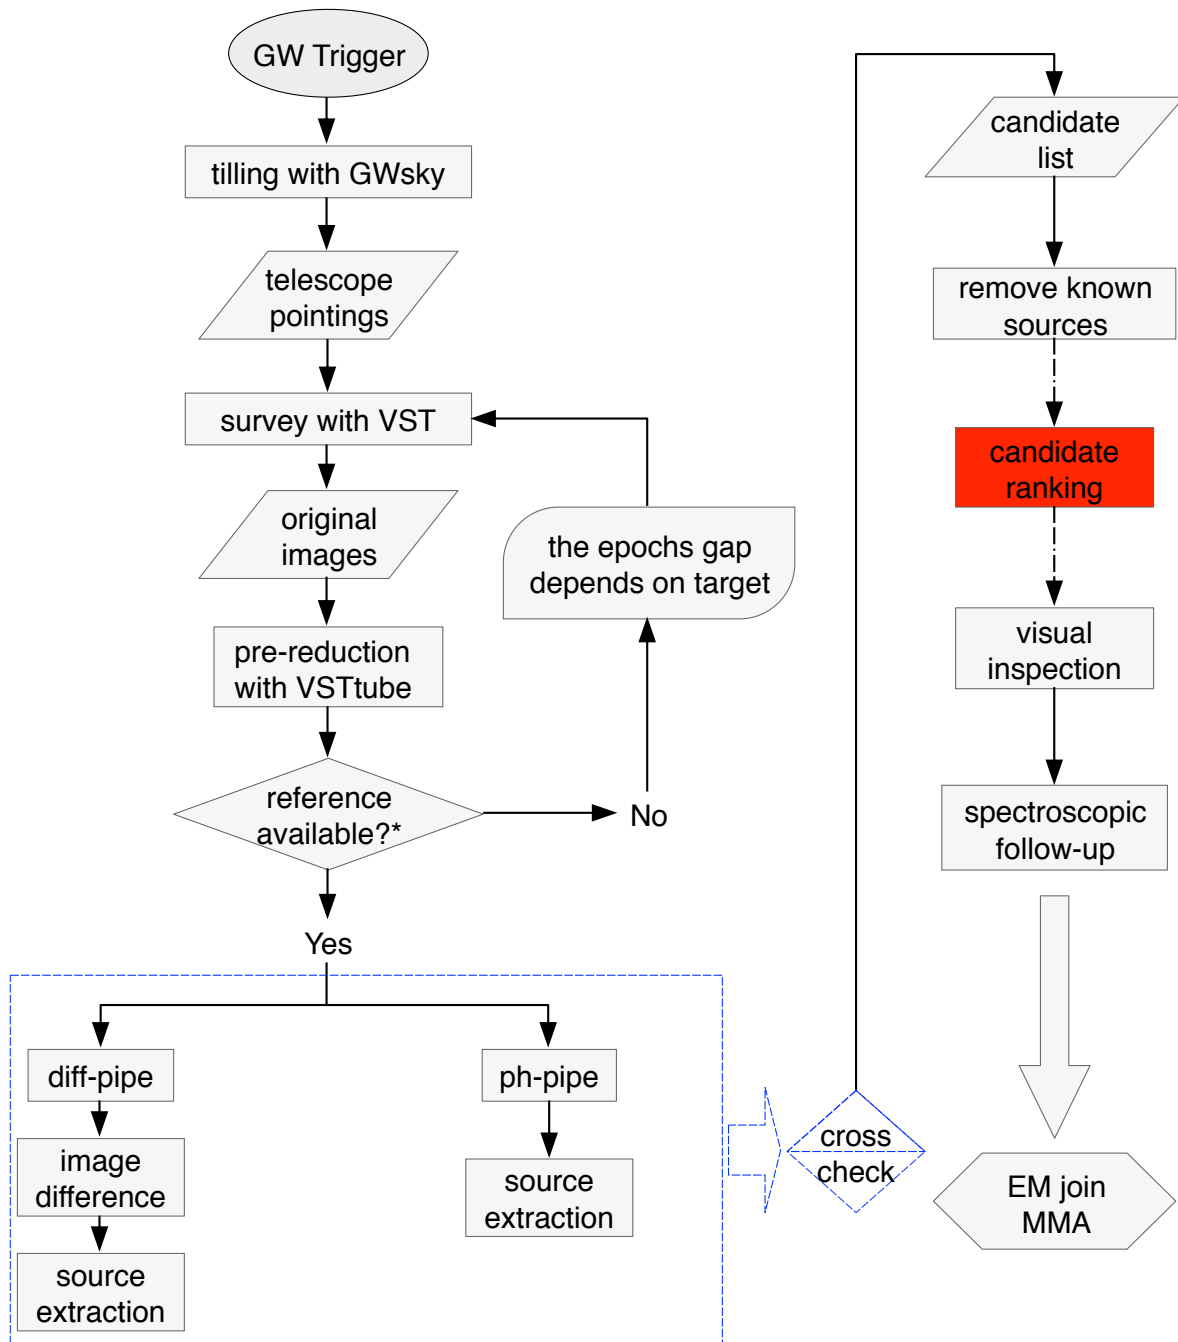 GW Trigger
tilling with GWsky
telescope
pointings
survey with VST
original
images
the epochs gap
depends on target
pre-reduction
with VSTtube
reference
available?*
No
Yes
diff-pipe
image
difference
source
extraction
ph-pipe
source
extraction
cross
check
candidate
list
remove known
sources
candidate
ranking
visual
inspection
spectroscopic
follow-up
EM join
MMA